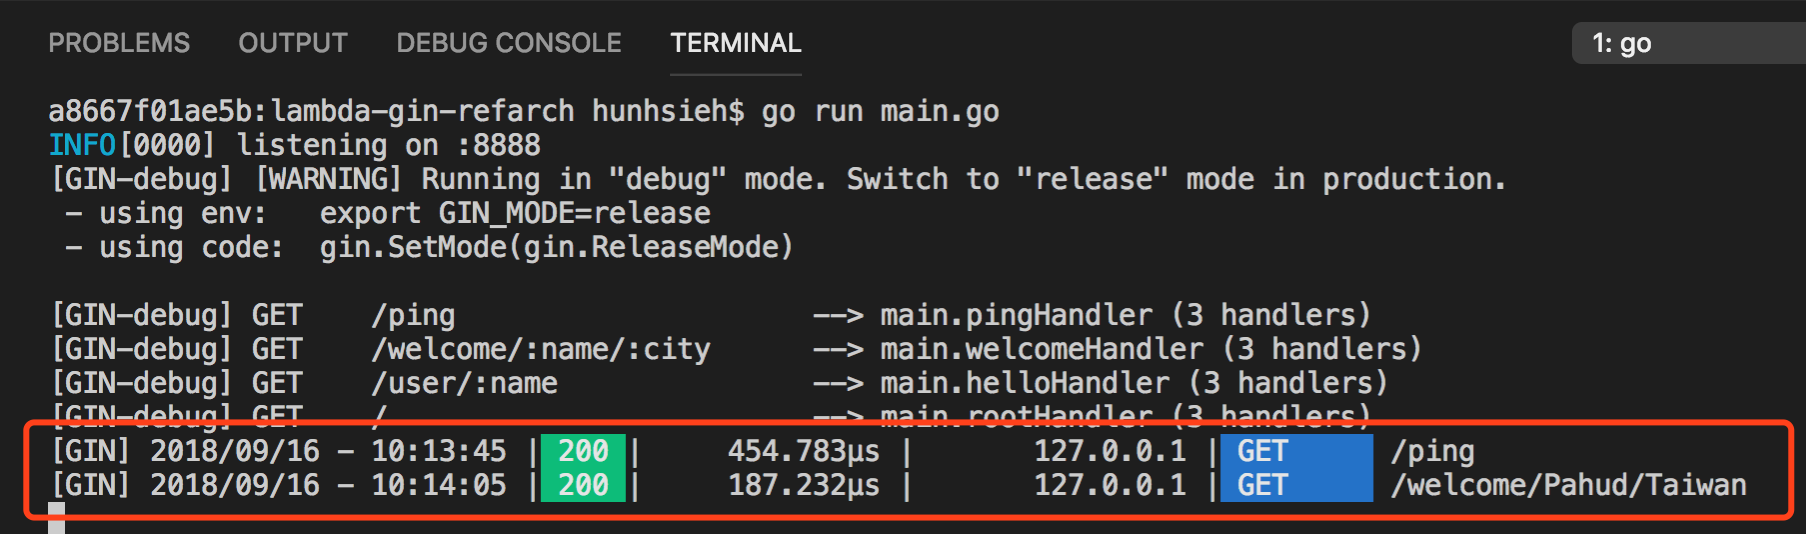 PROBLEMS OUTPUT DEBUG CONSOLE TERMINAL 1: go
a8667f01ae5b:lambda-gin-refarch hunhsieh$ go run main.go
INFO[0000] listening on :8888
[GIN-debug] [WARNING] Running in "debug" mode. Switch to "release" mode in production.
- using env: export GIN_MODE=release
- using code: gin.SetMode(gin.ReleaseMode)
[GIN-debug] GET /ping --> main.pingHandler (3 handlers)
[GIN-debug] GET /welcome/:name/:city --> main.welcomeHandler (3 handlers)
[GIN-debug] GET /user/:name --> main.helloHandler (3 handlers)
[GIN-debug] GET / --> main.rootHandler (3 handlers)
[GIN] 2018/09/16 - 10:13:45 | 200 | 454.783µs | 127.0.0.1 | GET /ping
[GIN] 2018/09/16 - 10:14:05 | 200 | 187.232µs | 127.0.0.1 | GET /welcome/Pahud/Taiwan